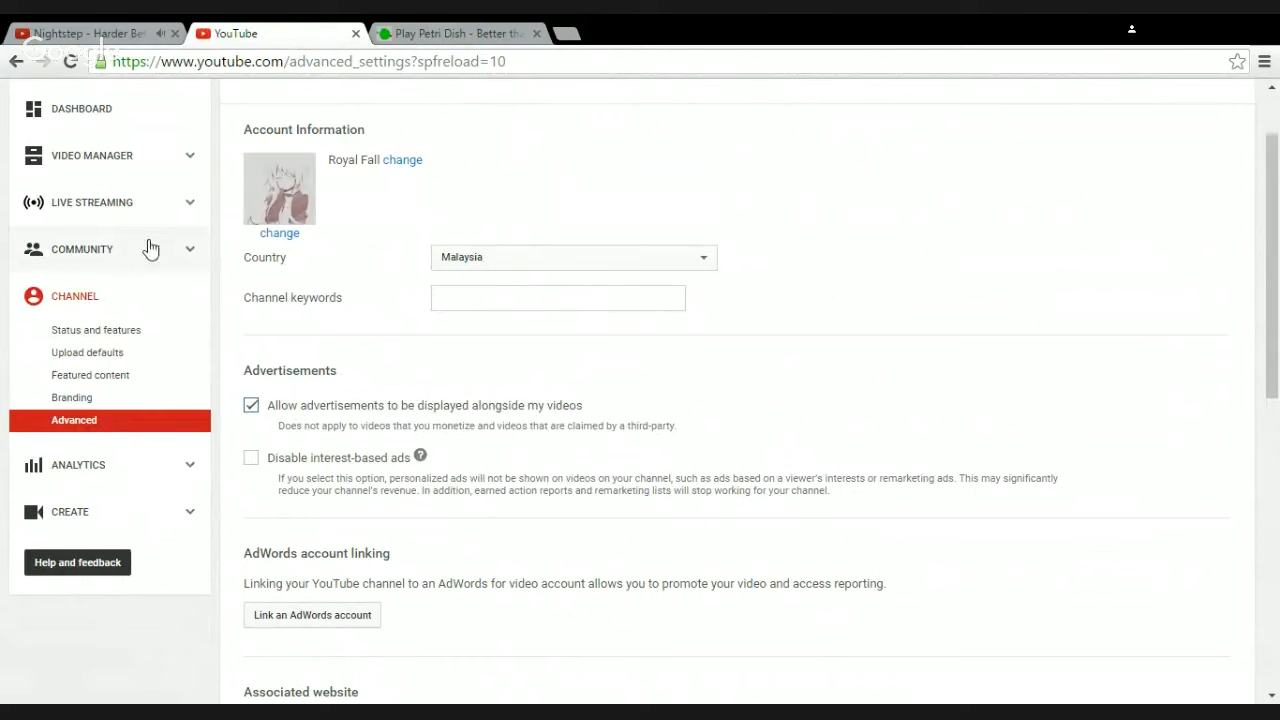 Nightstep - Harder Be
YouTube
Play Petri Dish - Better tha
Google
https://www.youtube.com/advanced_settings?spfreload=10
DASHBOARD
VIDEO MANAGER
LIVE STREAMING
COMMUNITY
CHANNEL
Status and features
Upload defaults
Featured content
Branding
Advanced
ANALYTICS
CREATE
Help and feedback
Account Information
Royal Fall change
change
Country
Malaysia
Channel keywords
Advertisements
Allow advertisements to be displayed alongside my videos
Does not apply to videos that you monetize and videos that are claimed by a third-party.
Disable interest-based ads ?
If you select this option, personalized ads will not be shown on videos on your channel, such as ads based on a viewer's interests or remarketing ads. This may significantly
reduce your channel's revenue. In addition, earned action reports and remarketing lists will stop working for your channel.
AdWords account linking
Linking your YouTube channel to an AdWords for video account allows you to promote your video and access reporting.
Link an AdWords account
Associated website